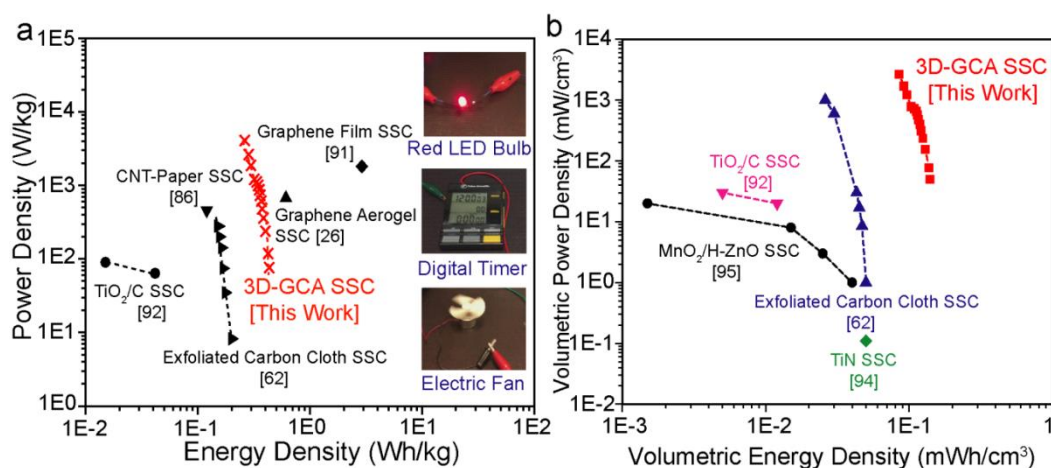 a
Power Density (W/kg)
1E5
1E4
1E3
1E2
1E1
1E0
1E-2
1E-1
1E0
1E1
1E2
Energy Density (Wh/kg)
Graphene Film SSC
[91]
CNT-Paper SSC
[86]
Graphene Aerogel
SSC [26]
TiO2/C SSC
[92]
3D-GCA SSC
[This Work]
Exfoliated Carbon Cloth SSC
[62]
Red LED Bulb
Digital Timer
Electric Fan
b
Volumetric Power Density (mW/cm³)
1E4
1E3
1E2
1E1
1E0
1E-1
1E-2
1E-3
1E-2
1E-1
Volumetric Energy Density (mWh/cm³)
3D-GCA SSC
[This Work]
TiO2/C SSC
[92]
MnO2/H-ZnO SSC
[95]
Exfoliated Carbon Cloth SSC
[62]
TiN SSC
[94]